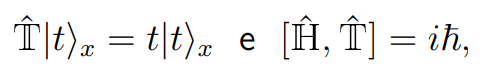 𝕋̂|t⟩ₓ = t|t⟩ₓ e [ℍ̂, 𝕋̂] = iℏ,